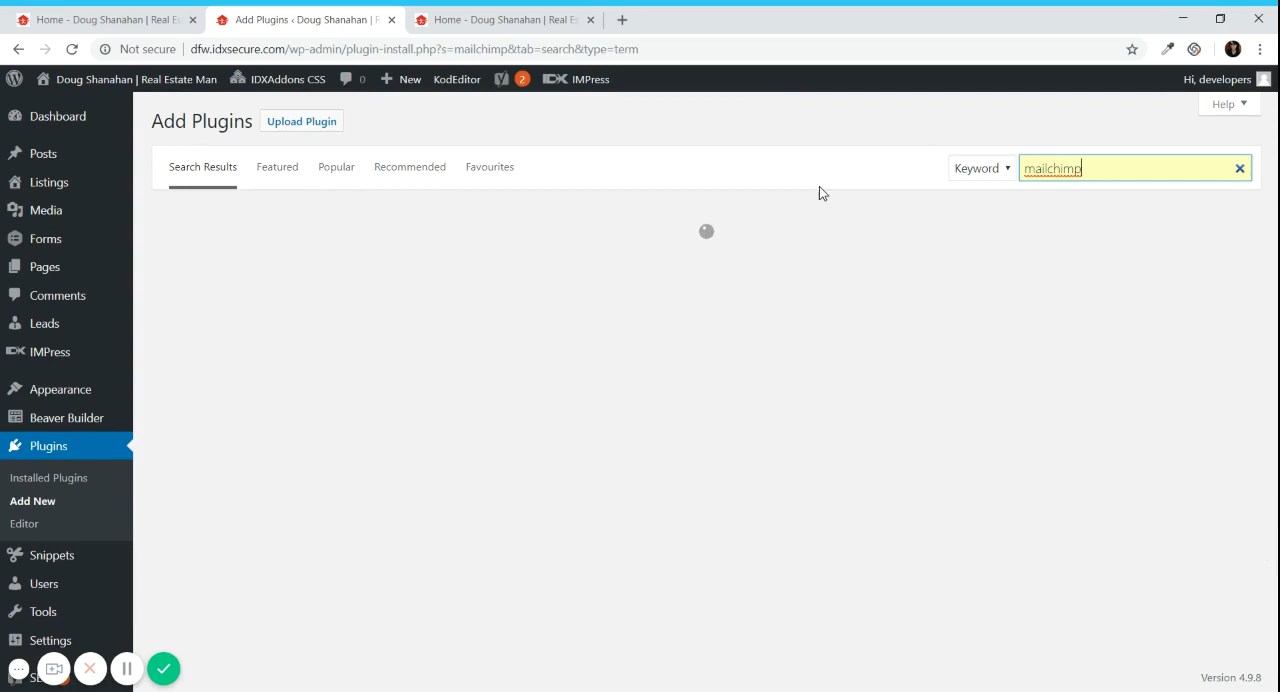 Home - Doug Shanahan | Real Es
Add Plugins ‹ Doug Shanahan | R
Home - Doug Shanahan | Real Es
Not secure | dfw.idxsecure.com/wp-admin/plugin-install.php?s=mailchimp&tab=search&type=term
Doug Shanahan | Real Estate Man
IDXAddons CSS
0
New
KodEditor
2
IDX IMPress
Hi, developers
Help
Add Plugins
Upload Plugin
Search Results
Featured
Popular
Recommended
Favourites
Keyword
mailchimp
Dashboard
Posts
Listings
Media
Forms
Pages
Comments
Leads
IDX IMPress
Appearance
Beaver Builder
Plugins
Installed Plugins
Add New
Editor
Snippets
Users
Tools
Settings
Version 4.9.8